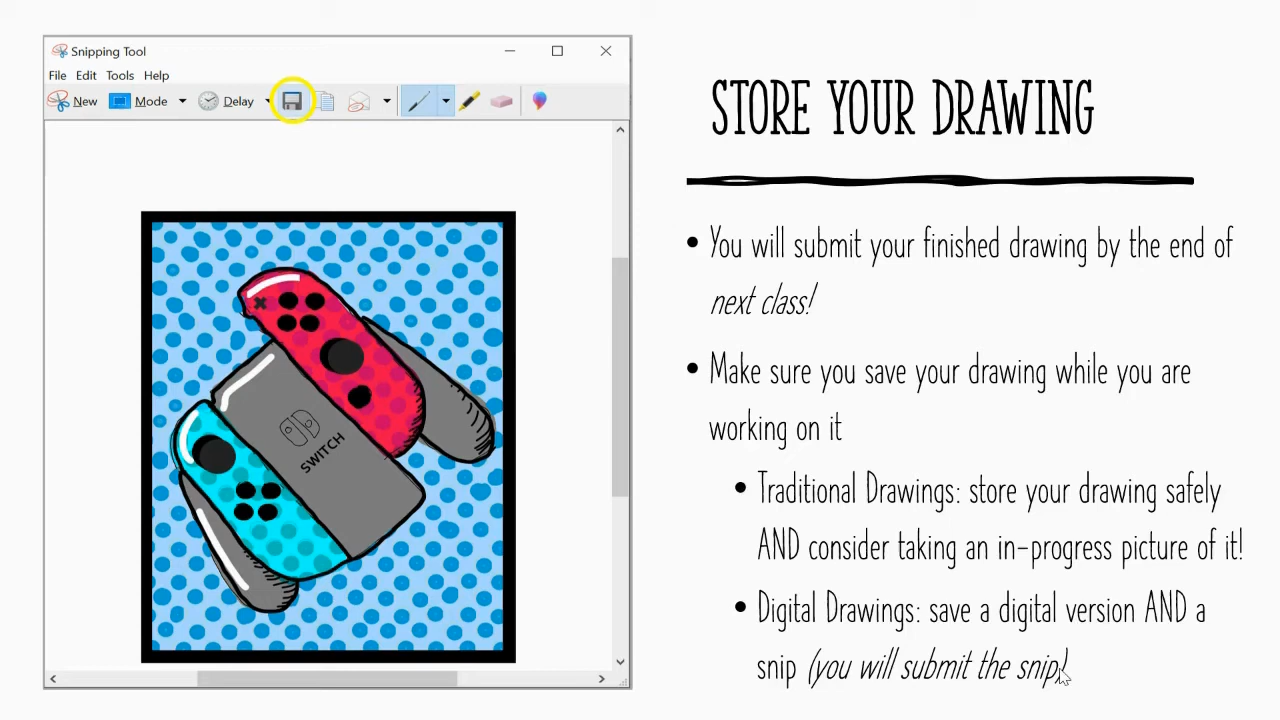 Snipping Tool
File Edit Tools Help
New Mode Delay
SWITCH
STORE YOUR DRAWING
• You will submit your finished drawing by the end of
next class!
• Make sure you save your drawing while you are
working on it
• Traditional Drawings: store your drawing safely
AND consider taking an in-progress picture of it!
• Digital Drawings: save a digital version AND a
snip (you will submit the snip)